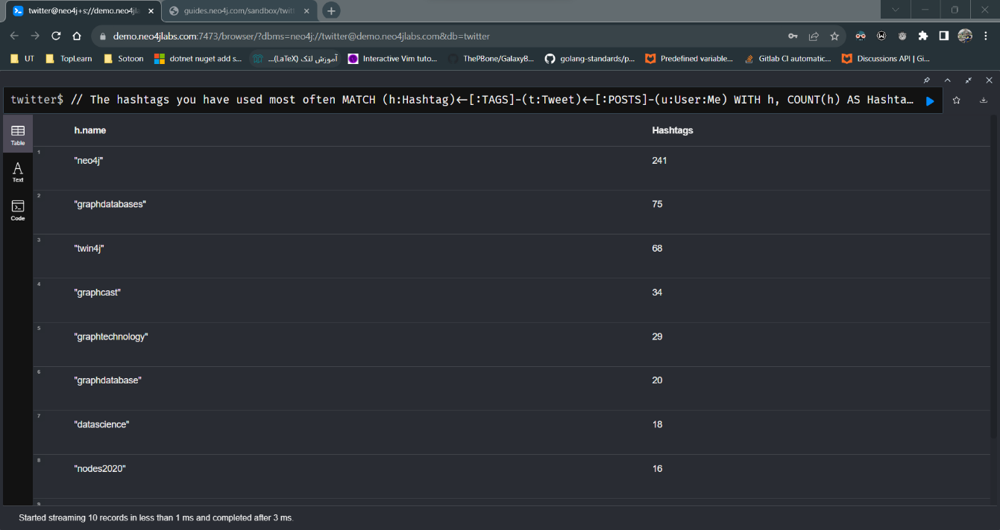 twitter@neo4j+s://demo.neo4jla
guides.neo4j.com/sandbox/twitt
demo.neo4jlabs.com:7473/browser/?dbms=neo4j://twitter@demo.neo4jlabs.com&db=twitter
UT TopLearn Sotoon dotnet nuget add s... آموزش لتک (LaTeX)... Interactive Vim tuto... ThePBone/GalaxyB... golang-standards/p... Predefined variable... Gitlab CI automatic... Discussions API | Gi...
twitter$ // The hashtags you have used most often MATCH (h:Hashtag)<-[:TAGS]-(t:Tweet)<-[:POSTS]-(u:User:Me) WITH h, COUNT(h) AS Hashta...
Table
Text
Code
h.name Hashtags
1 "neo4j" 241
2 "graphdatabases" 75
3 "twin4j" 68
4 "graphcast" 34
5 "graphtechnology" 29
6 "graphdatabase" 20
7 "datascience" 18
8 "nodes2020" 16
9
Started streaming 10 records in less than 1 ms and completed after 3 ms.